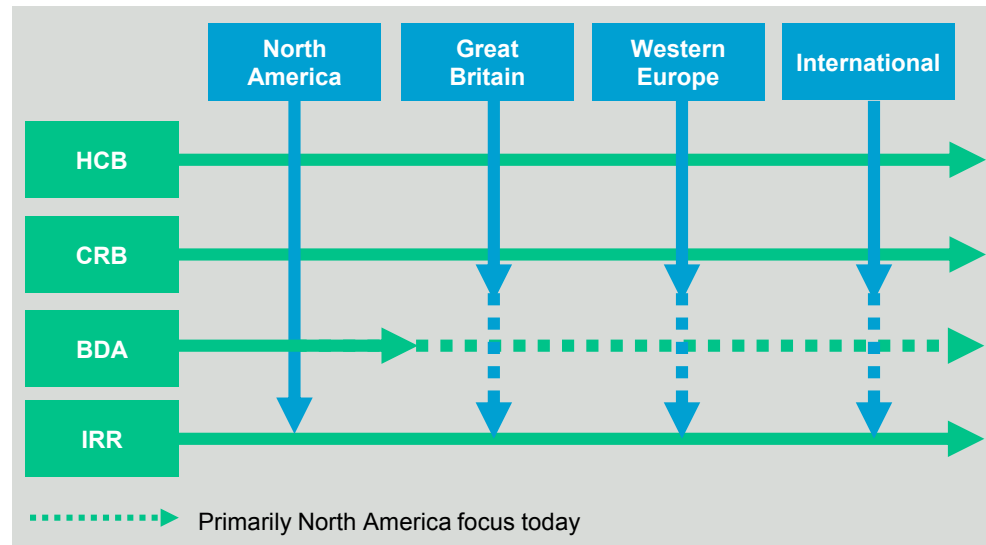 North
America
Great
Britain
Western
Europe
International
HCB
CRB
BDA
IRR
Primarily North America focus today